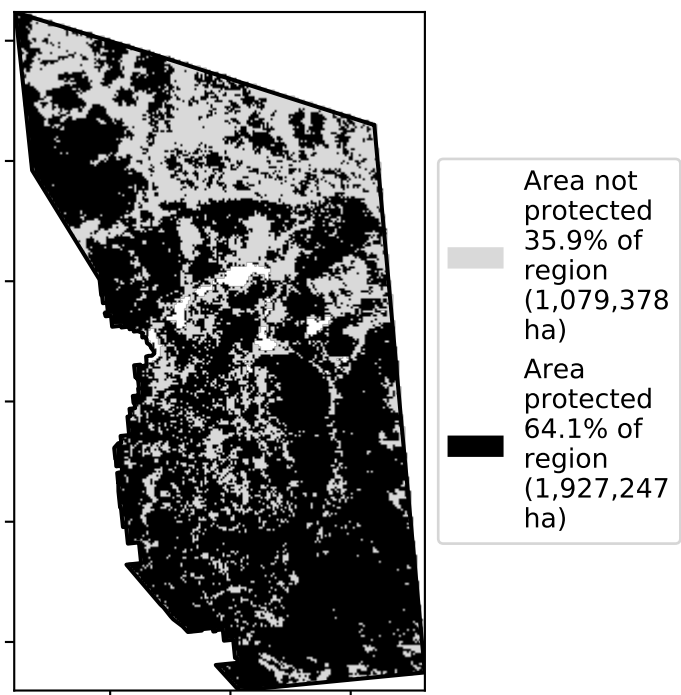 Area not
protected
35.9% of
region
(1,079,378
ha)
Area
protected
64.1% of
region
(1,927,247
ha)